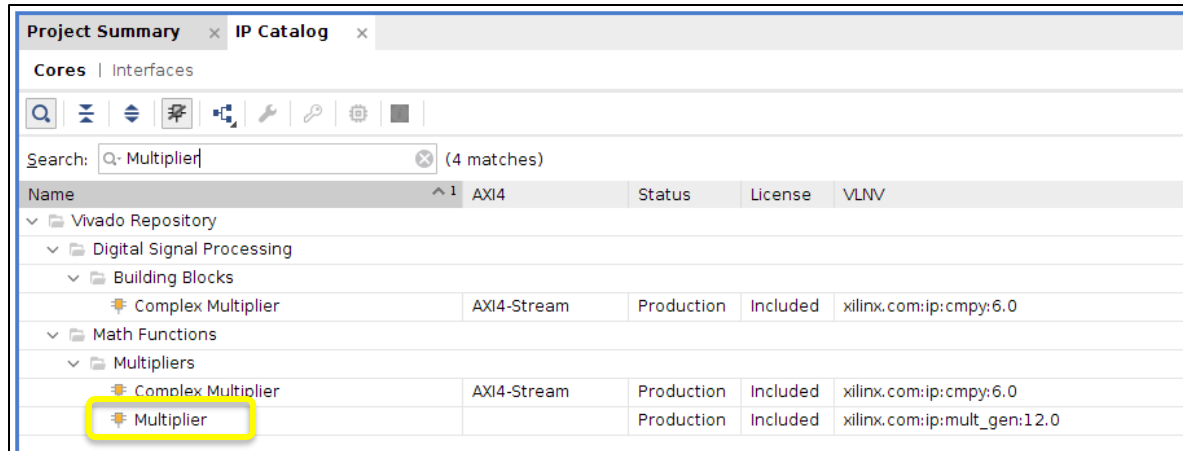 Project Summary × IP Catalog ×
Cores | Interfaces
Search: Multiplier (4 matches)
Name 1 AXI4 Status License VLNV
Vivado Repository
Digital Signal Processing
Building Blocks
Complex Multiplier AXI4-Stream Production Included xilinx.com:ip:cmpy:6.0
Math Functions
Multipliers
Complex Multiplier AXI4-Stream Production Included xilinx.com:ip:cmpy:6.0
Multiplier Production Included xilinx.com:ip:mult_gen:12.0